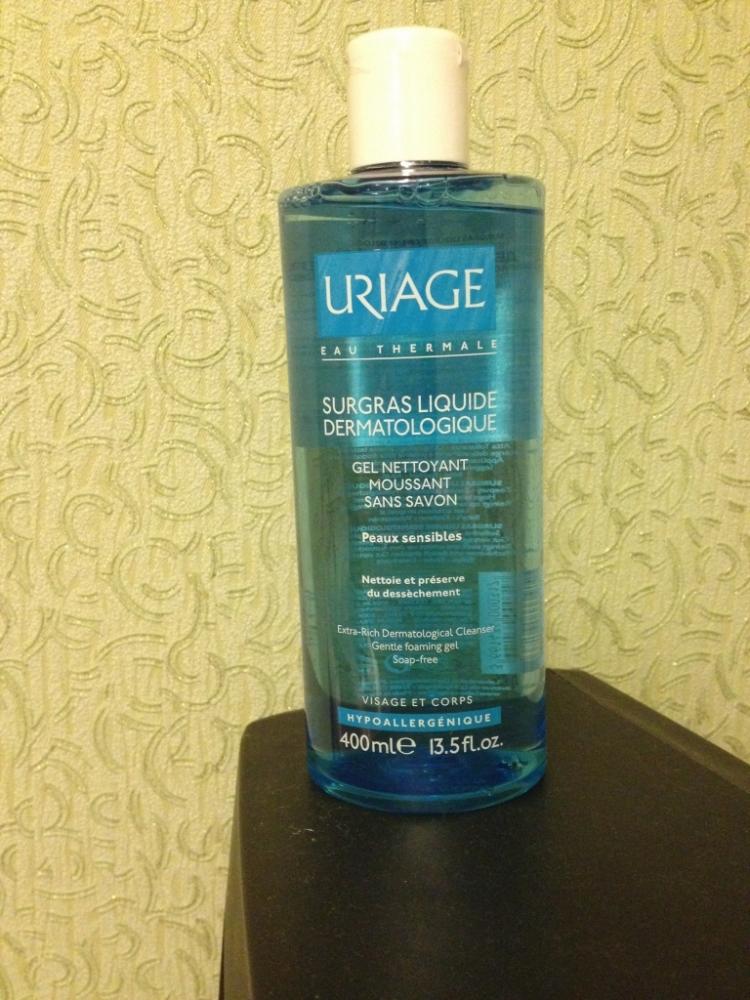 URIAGE
EAU THERMALE
SURGRAS LIQUIDE
DERMATOLOGIQUE
GEL NETTOYANT
MOUSSANT
SANS SAVON
Peaux sensibles
Nettoie et préserve
du dessèchement
Extra-Rich Dermatological Cleanser
Gentle foaming gel
Soap-free
VISAGE ET CORPS
HYPOALLERGÉNIQUE
400ml℮ 13.5fl.oz.